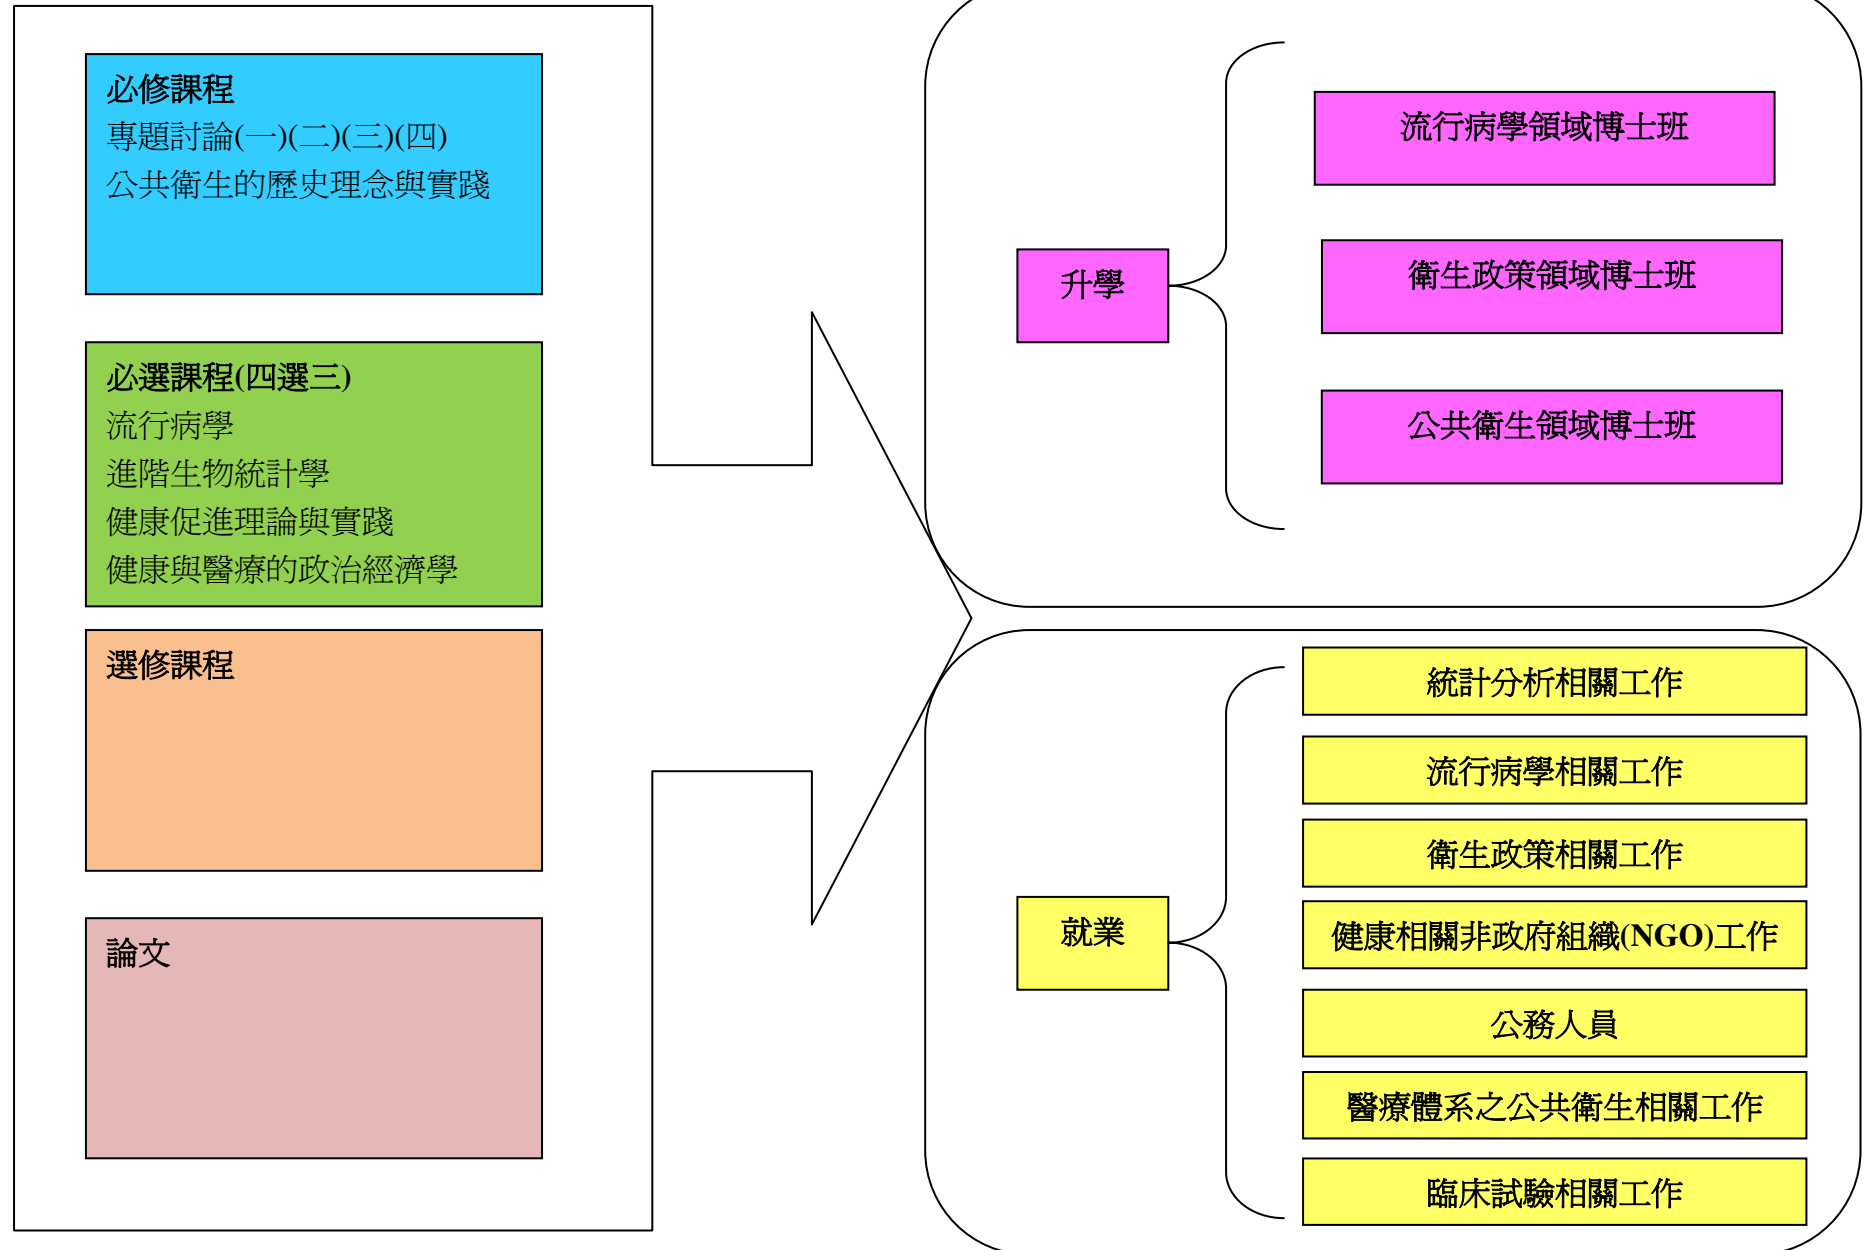 必修課程
專題討論(一)(二)(三)(四)
公共衛生的歷史理念與實踐
必選課程(四選三)
流行病學
進階生物統計學
健康促進理論與實踐
健康與醫療的政治經濟學
選修課程
論文
升學
流行病學領域博士班
衛生政策領域博士班
公共衛生領域博士班
就業
統計分析相關工作
流行病學相關工作
衛生政策相關工作
健康相關非政府組織(NGO)工作
公務人員
醫療體系之公共衛生相關工作
臨床試驗相關工作